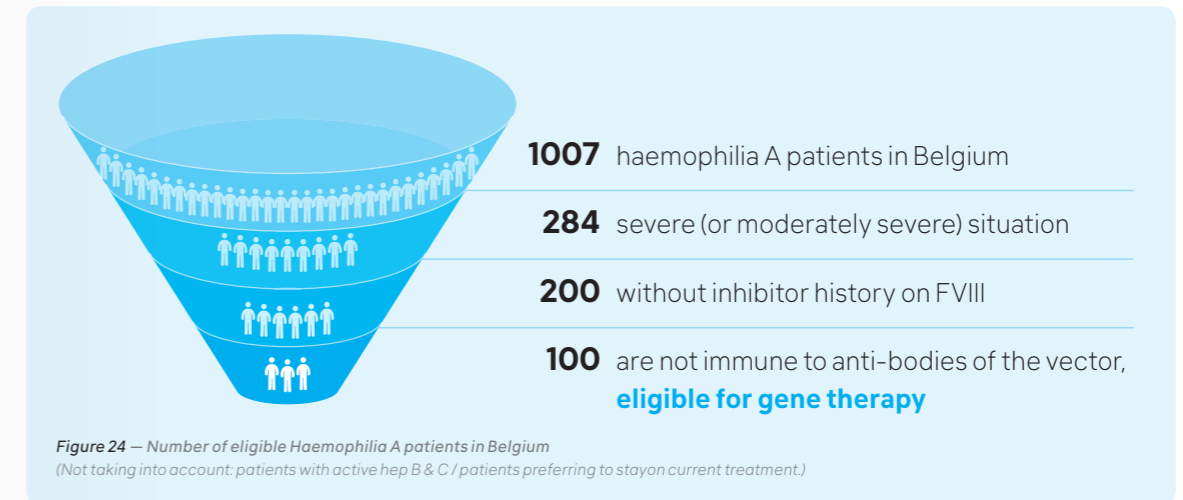 1007 haemophilia A patients in Belgium
284 severe (or moderately severe) situation
200 without inhibitor history on FVIII
100 are not immune to anti-bodies of the vector,
eligible for gene therapy
Figure 24 — Number of eligible Haemophilia A patients in Belgium
(Not taking into account: patients with active hep B & C / patients preferring to stayon current treatment.)